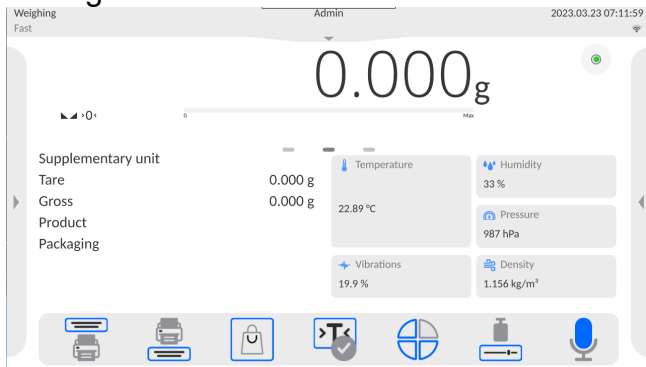 Weighing Admin 2023.03.23 07:11:59
Fast
0.000g
>0<
0 Max
Supplementary unit
Tare 0.000 g
Gross 0.000 g
Product
Packaging
Temperature
22.89 °C
Humidity
33 %
Pressure
987 hPa
Vibrations
19.9 %
Density
1.156 kg/m³
>T<